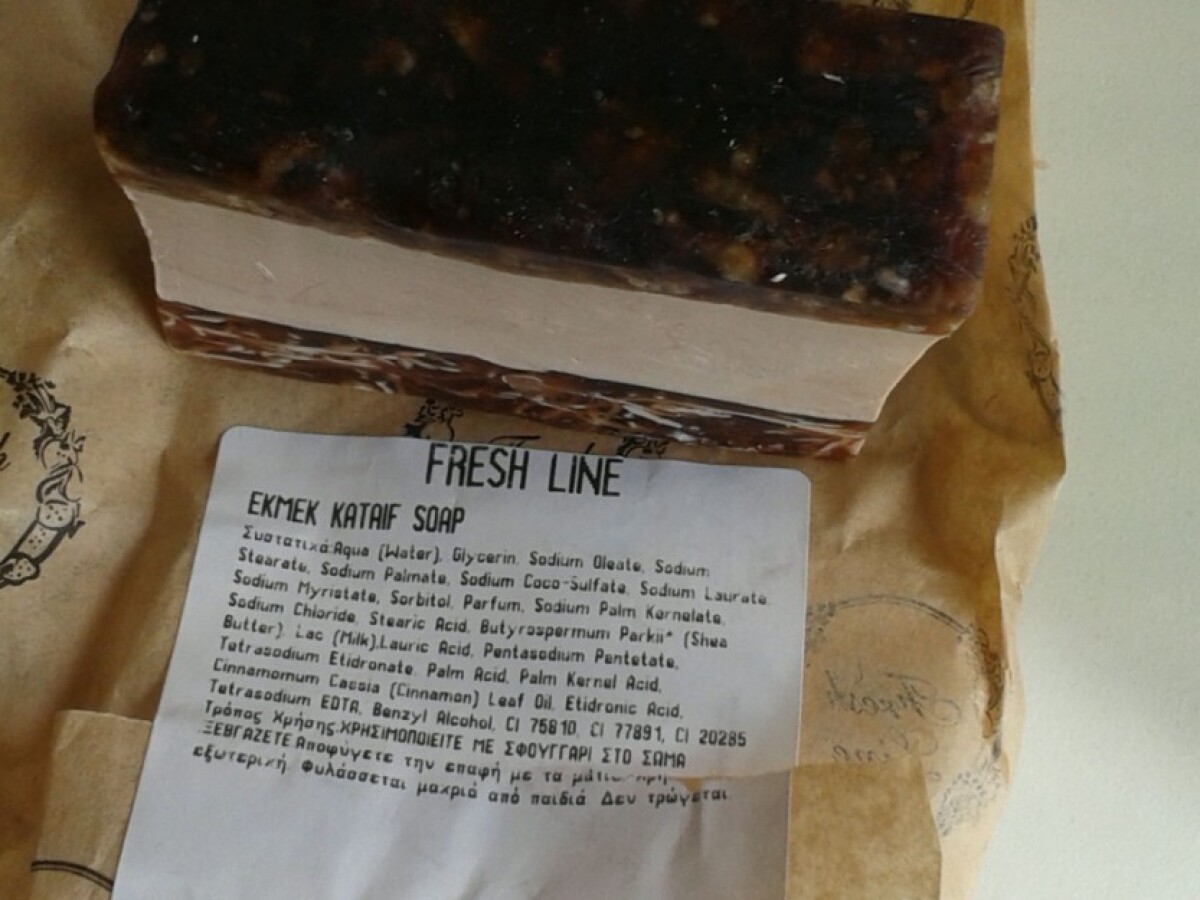 FRESH LINE
EKMEK KATAIF SOAP
Συστατικά:Aqua (Water), Glycerin, Sodium Oleate, Sodium
Stearate, Sodium Palmate, Sodium Coco-Sulfate, Sodium Laurate,
Sodium Myristate, Sorbitol, Parfum, Sodium Palm Kernelate,
Sodium Chloride, Stearic Acid, Butyrospermum Parkii* (Shea
Butter), Lac (Milk),Lauric Acid, Pentasodium Pentetate,
Tetrasodium Etidronate, Palm Acid, Palm Kernel Acid,
Cinnamomum Cassia (Cinnamon) Leaf Oil, Etidronic Acid,
Tetrasodium EDTA, Benzyl Alcohol, CI 75810, CI 77891, CI 20285
Τρόπος Χρήσης:ΧΡΗΣΙΜΟΠΟΙΕΙΤΕ ΜΕ ΣΦΟΥΓΓΑΡΙ ΣΤΟ ΣΩΜΑ
ΞΕΒΓΑΖΕΤΕ.Αποφύγετε την επαφή με τα
εξωτερική. Φυλάσσεται μακριά από παιδιά. Δεν τρώγεται.
Fresh
Line